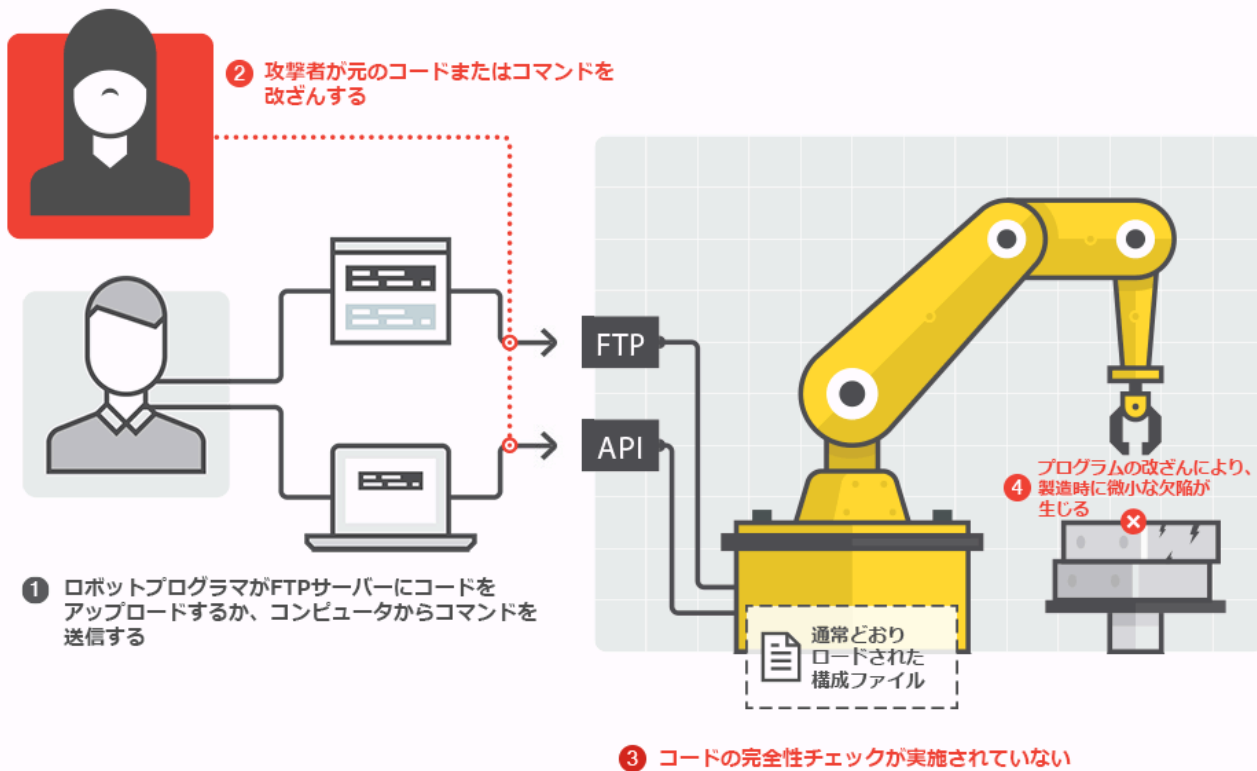 2 攻撃者が元のコードまたはコマンドを
改ざんする
FTP
API
4 プログラムの改ざんにより、
製造時に微小な欠陥が
生じる
1 ロボットプログラマがFTPサーバーにコードを
アップロードするか、コンピュータからコマンドを
送信する
通常どおり
ロードされた
構成ファイル
3 コードの完全性チェックが実施されていない